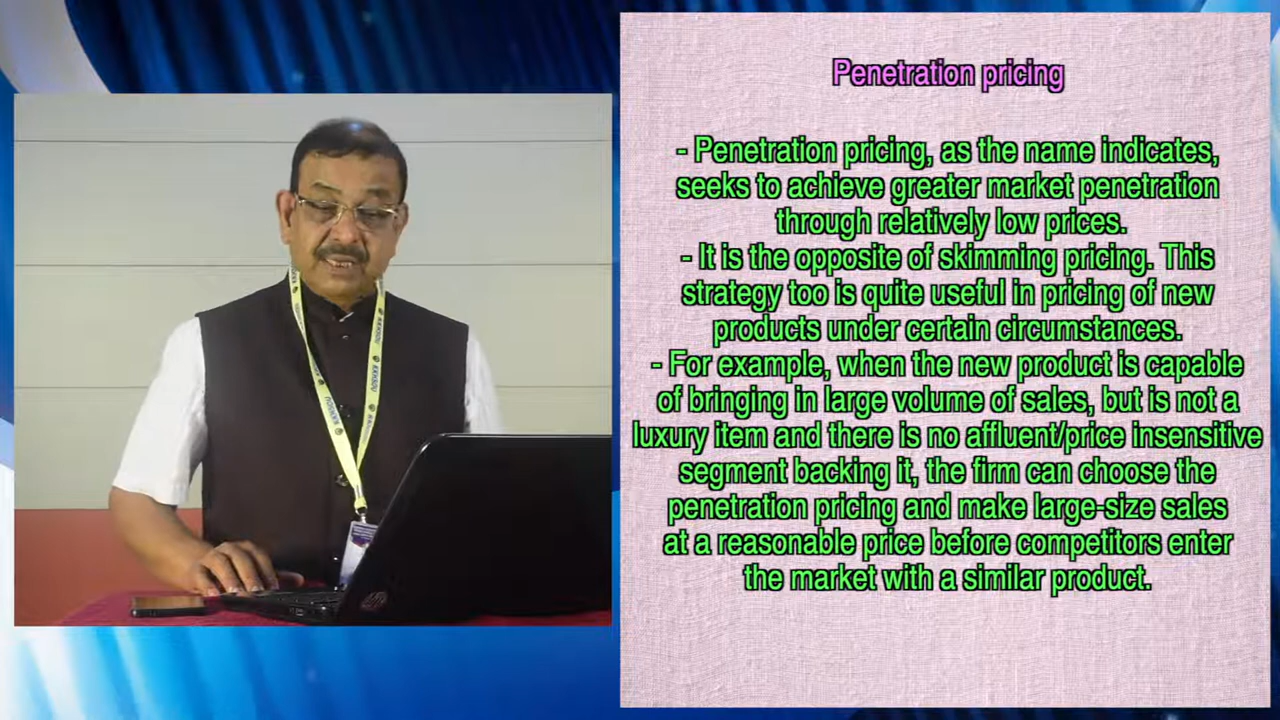 Penetration pricing
- Penetration pricing, as the name indicates,
seeks to achieve greater market penetration
through relatively low prices.
- It is the opposite of skimming pricing. This
strategy too is quite useful in pricing of new
products under certain circumstances.
- For example, when the new product is capable
of bringing in large volume of sales, but is not a
luxury item and there is no affluent/price insensitive
segment backing it, the firm can choose the
penetration pricing and make large-size sales
at a reasonable price before competitors enter
the market with a similar product.